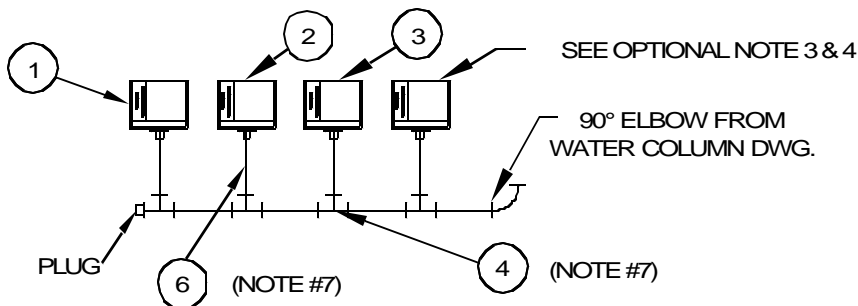 1
2
3
SEE OPTIONAL NOTE 3 & 4
90° ELBOW FROM
WATER COLUMN DWG.
PLUG
6
(NOTE #7)
4
(NOTE #7)